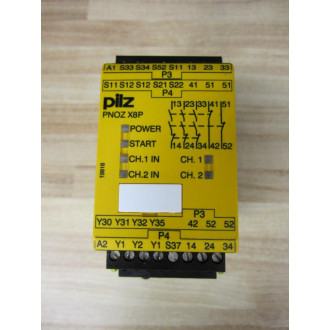 A1 S33 S34 S52 S11 13 23 33
P3
S11 S12 S12 S21 S22 41 51 51
P4
pilz
PNOZ X8P
13 23 33 41 51
POWER
START
14 24 34 42 52
CH.1 IN CH. 1
CH.2 IN CH. 2
P3
Y30 Y31 Y32 Y35 42 52 52
P4
A2 Y1 Y2 Y1 S37 14 24 34